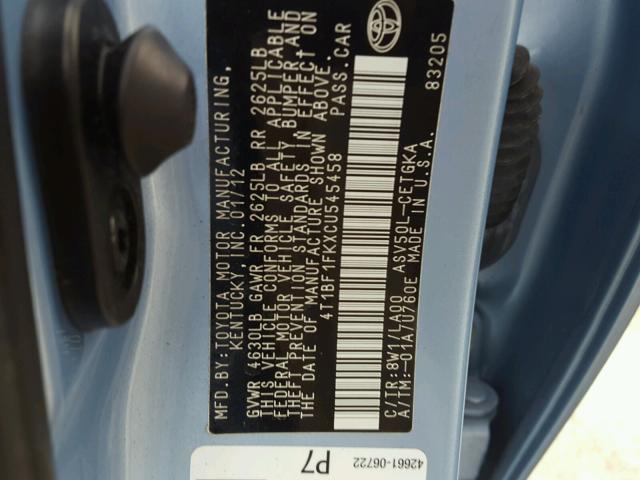 MFD.BY:TOYOTA MOTOR MANUFACTURING,
KENTUCKY, INC. 01/12
GVWR 4630LB GAWR FR 2625LB RR 2625LB
THIS VEHICLE CONFORMS TO ALL APPLICABLE
FEDERAL MOTOR VEHICLE SAFETY, BUMPER, AND
THEFT PREVENTION STANDARDS IN EFFECT ON
THE DATE OF MANUFACTURE SHOWN ABOVE.
4T1BF1FKXCU545458 PASS.CAR
C/TR:8W1/LA00 ASV50L-CETGKA
A/TM:-01A/U760E MADE IN U.S.A.
83205
P7
42661-06722